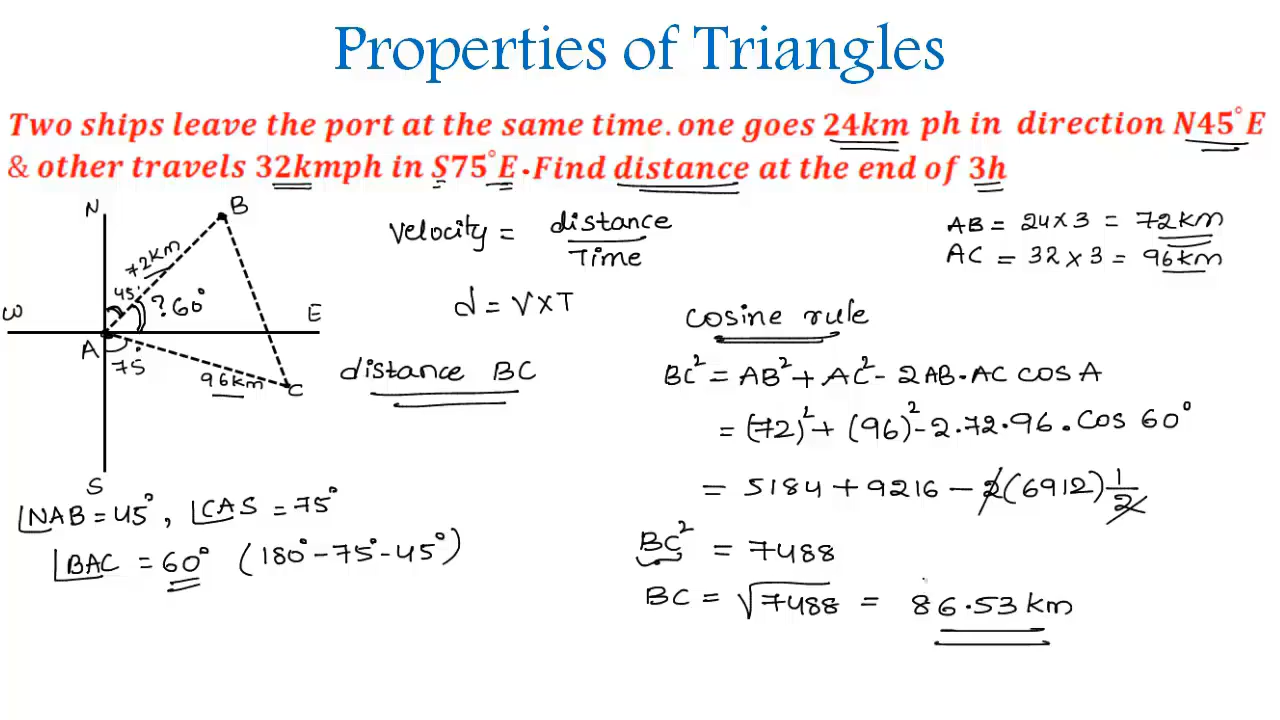 Properties of Triangles
Two ships leave the port at the same time. one goes 24km ph in direction N45°E
& other travels 32kmph in S75°E. Find distance at the end of 3h
N
B
72km
45°
? 60°
W
E
A
75°
96km
C
S
Velocity = distance / Time
d = V x T
distance BC
AB = 24 x 3 = 72km
AC = 32 x 3 = 96km
cosine rule
BC² = AB² + AC² - 2AB·AC cos A
= (72)² + (96)² - 2·72·96·cos 60°
= 5184 + 9216 - 2(6912) 1/2
BC² = 7488
BC = √7488 = 86.53 km
∠NAB = 45°, ∠CAS = 75°
∠BAC = 60° (180° - 75° - 45°)